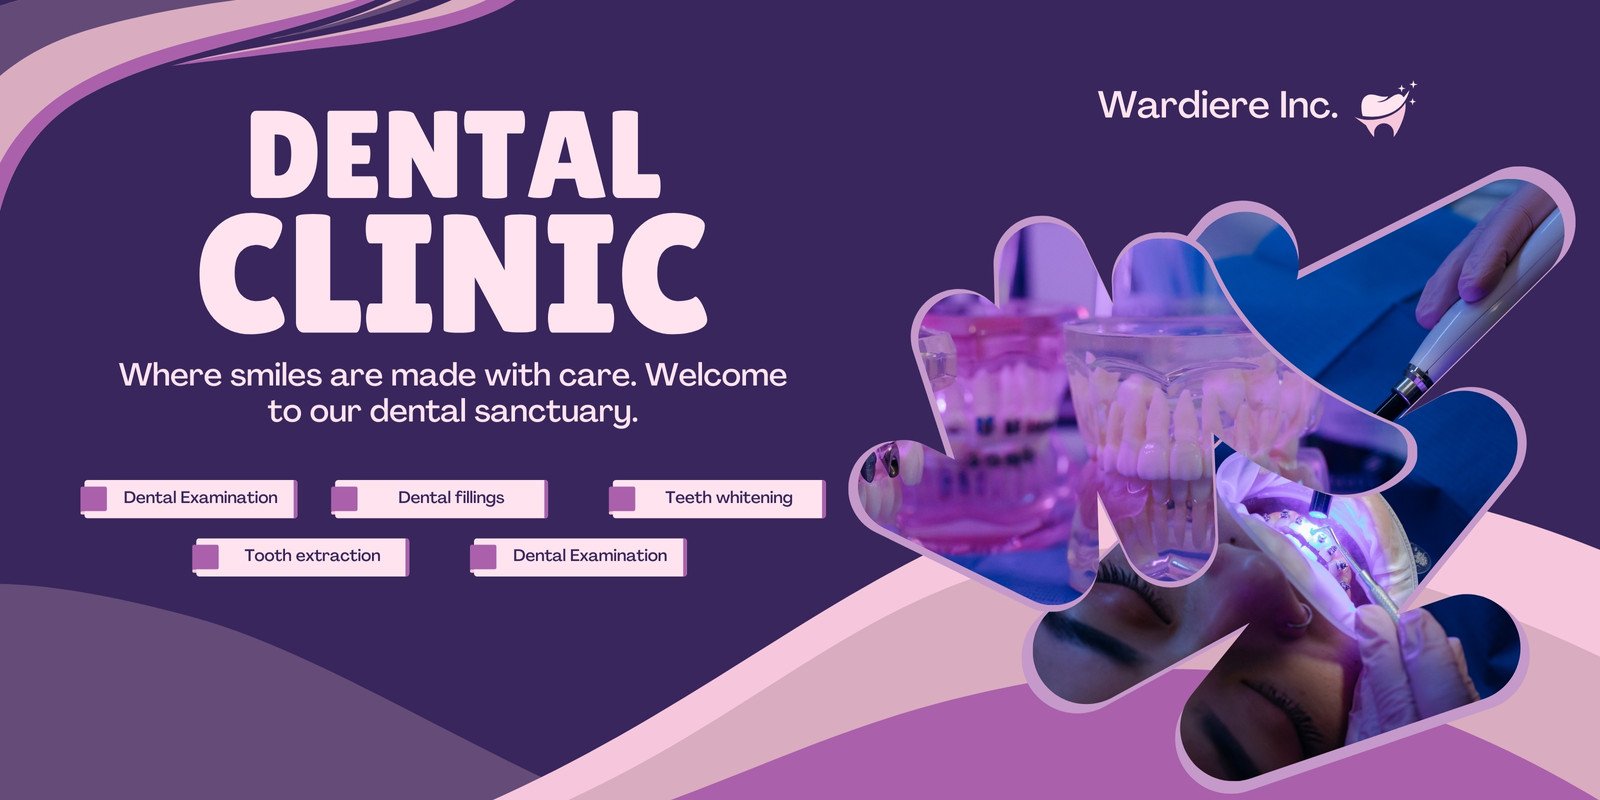 DENTAL
CLINIC
Wardiere Inc.
Where smiles are made with care. Welcome
to our dental sanctuary.
Dental Examination
Dental fillings
Teeth whitening
Tooth extraction
Dental Examination